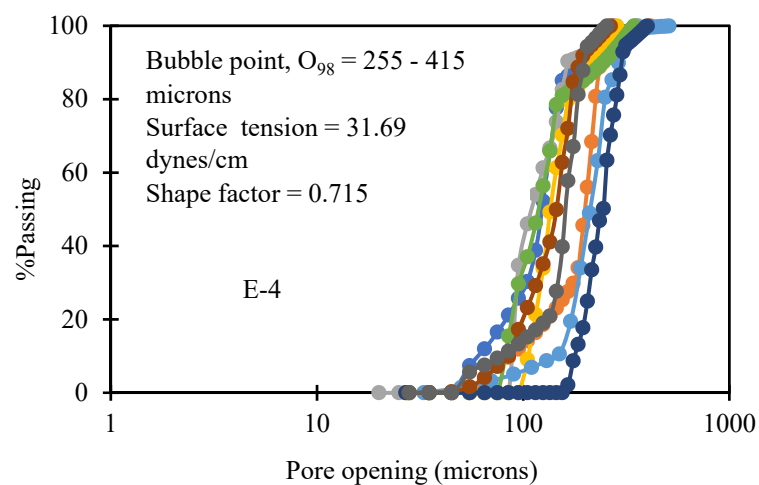 100
80
60
40
20
0
%Passing
Bubble point, O98 = 255 - 415
microns
Surface tension = 31.69
dynes/cm
Shape factor = 0.715
E-4
1 10 100 1000
Pore opening (microns)